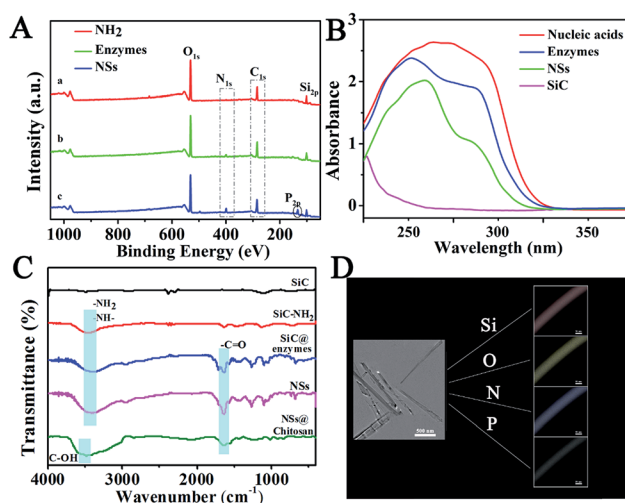 A
NH2
Enzymes
NSs
O1s
N1s
C1s
Si2p
P2p
a
b
c
Intensity (a.u.)
1000 800 600 400 200
Binding Energy (eV)
B
Nucleic acids
Enzymes
NSs
SiC
Absorbance
3
2
1
0
250 300 350
Wavelength (nm)
C
SiC
-NH2
-NH-
SiC-NH2
-C=O
SiC@
enzymes
NSs
NSs@
Chitosan
C-OH
Transmittance (%)
4000 3000 2000 1000
Wavenumber (cm-1)
D
Si
O
N
P
500 nm